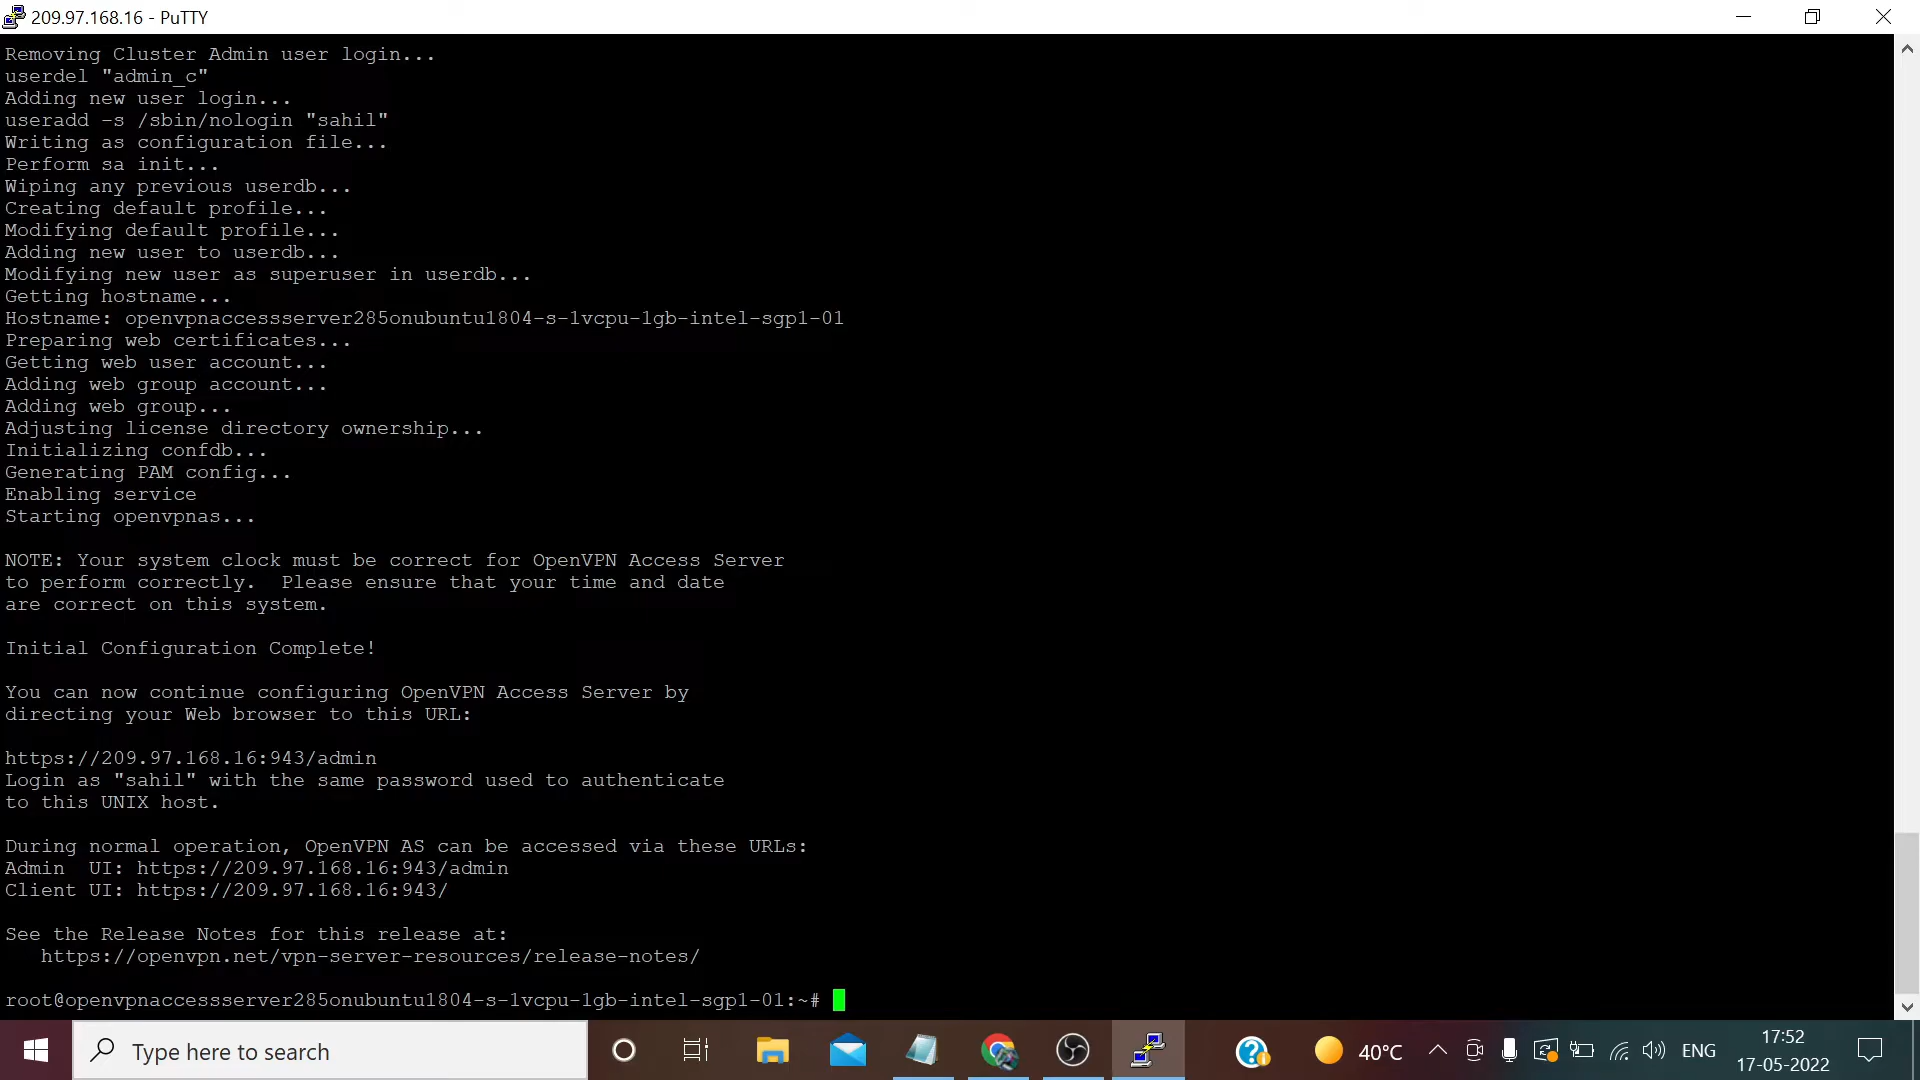 209.97.168.16 - PuTTY
Removing Cluster Admin user login...
userdel "admin_c"
Adding new user login...
useradd -s /sbin/nologin "sahil"
Writing as configuration file...
Perform sa init...
Wiping any previous userdb...
Creating default profile...
Modifying default profile...
Adding new user to userdb...
Modifying new user as superuser in userdb...
Getting hostname...
Hostname: openvpnaccessserver285onubuntu1804-s-1vcpu-1gb-intel-sgp1-01
Preparing web certificates...
Getting web user account...
Adding web group account...
Adding web group...
Adjusting license directory ownership...
Initializing confdb...
Generating PAM config...
Enabling service
Starting openvpnas...
NOTE: Your system clock must be correct for OpenVPN Access Server
to perform correctly.  Please ensure that your time and date
are correct on this system.
Initial Configuration Complete!
You can now continue configuring OpenVPN Access Server by
directing your Web browser to this URL:
https://209.97.168.16:943/admin
Login as "sahil" with the same password used to authenticate
to this UNIX host.
During normal operation, OpenVPN AS can be accessed via these URLs:
Admin  UI: https://209.97.168.16:943/admin
Client UI: https://209.97.168.16:943/
See the Release Notes for this release at:
   https://openvpn.net/vpn-server-resources/release-notes/
root@openvpnaccessserver285onubuntu1804-s-1vcpu-1gb-intel-sgp1-01:~#
Type here to search
40°C
ENG
17:52
17-05-2022